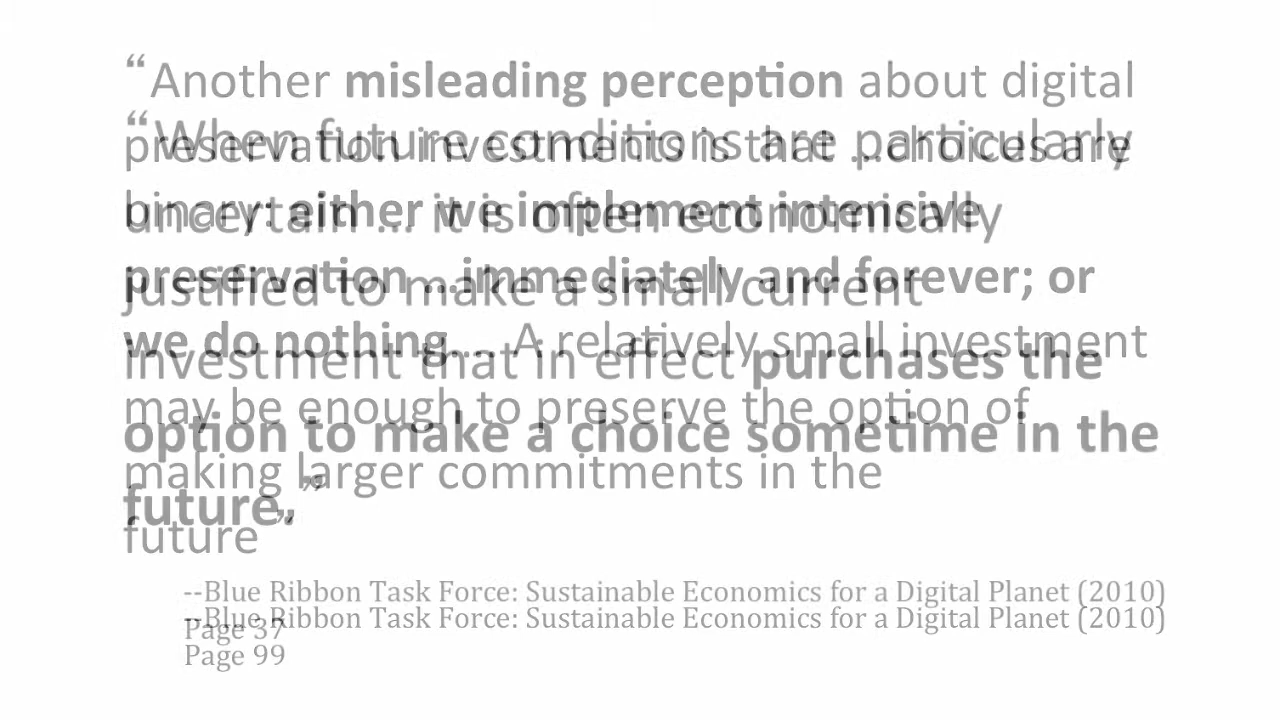 “Another misleading perception about digital
preservation investments is that ...choices are
binary: either we implement intensive
preservation ...immediately and forever; or
we do nothing.... A relatively small investment
may be enough to preserve the option of
making larger commitments in the
future”
--Blue Ribbon Task Force: Sustainable Economics for a Digital Planet (2010)
Page 99
“When future conditions are particularly
uncertain ... it is often economically
justified to make a small current
investment that in effect purchases the
option to make a choice sometime in the
future.”
--Blue Ribbon Task Force: Sustainable Economics for a Digital Planet (2010)
Page 37